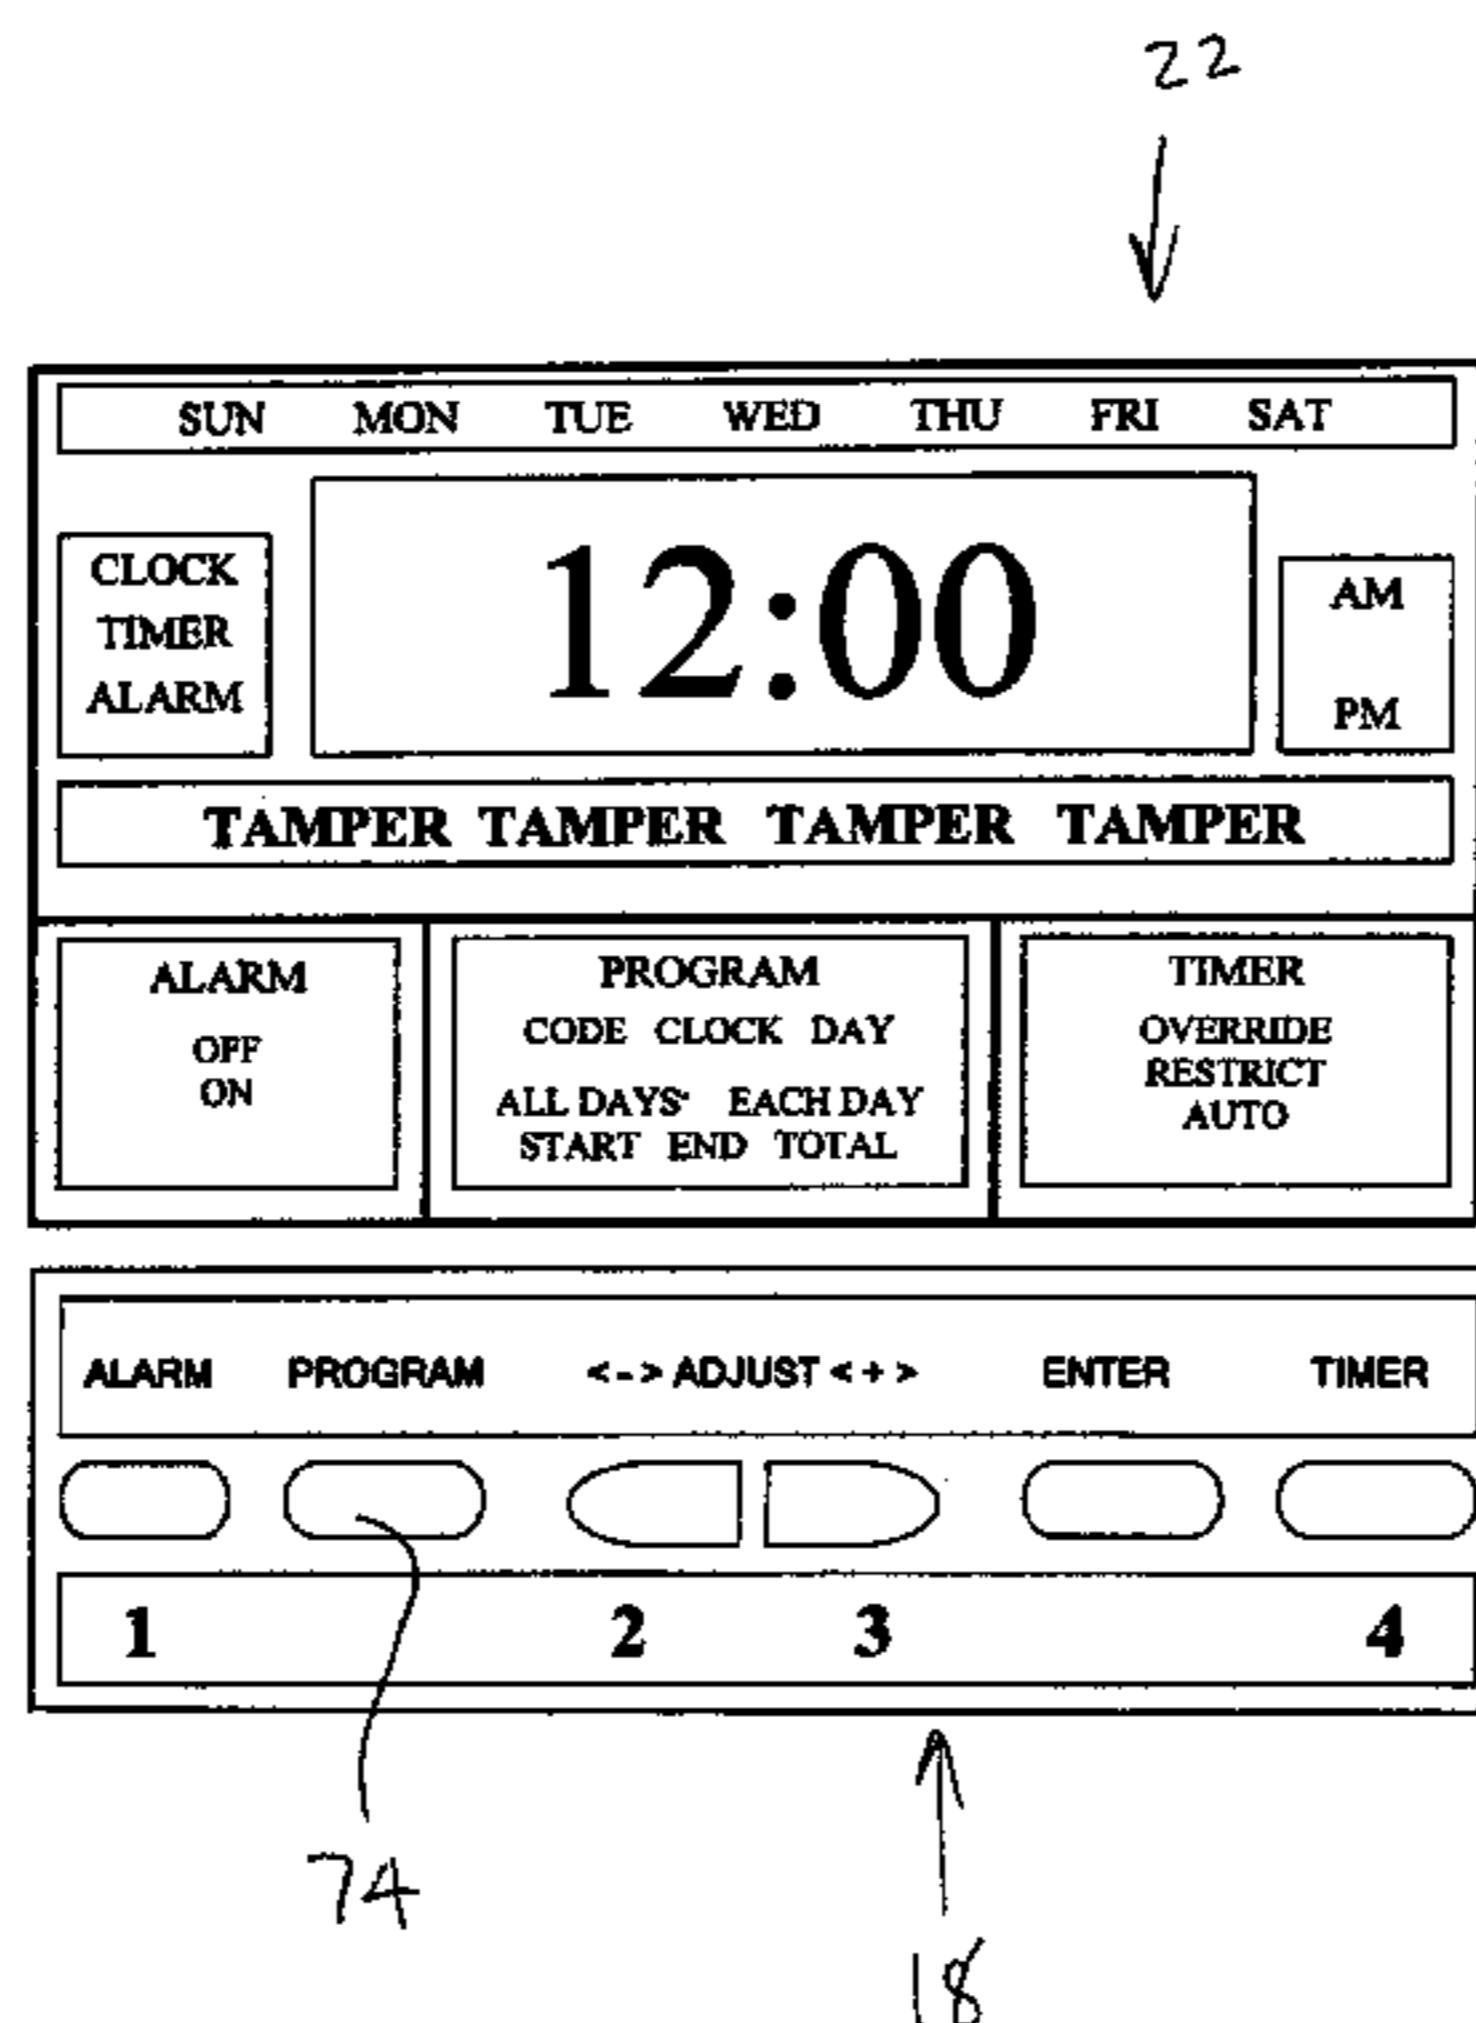 22
SUN MON TUE WED THU FRI SAT
CLOCK
TIMER
ALARM
12:00
AM
PM
TAMPER TAMPER TAMPER TAMPER
ALARM
OFF
ON
PROGRAM
CODE CLOCK DAY
ALL DAYS EACH DAY
START END TOTAL
TIMER
OVERRIDE
RESTRICT
AUTO
ALARM PROGRAM <-> ADJUST <+> ENTER TIMER
1 2 3 4
74
18